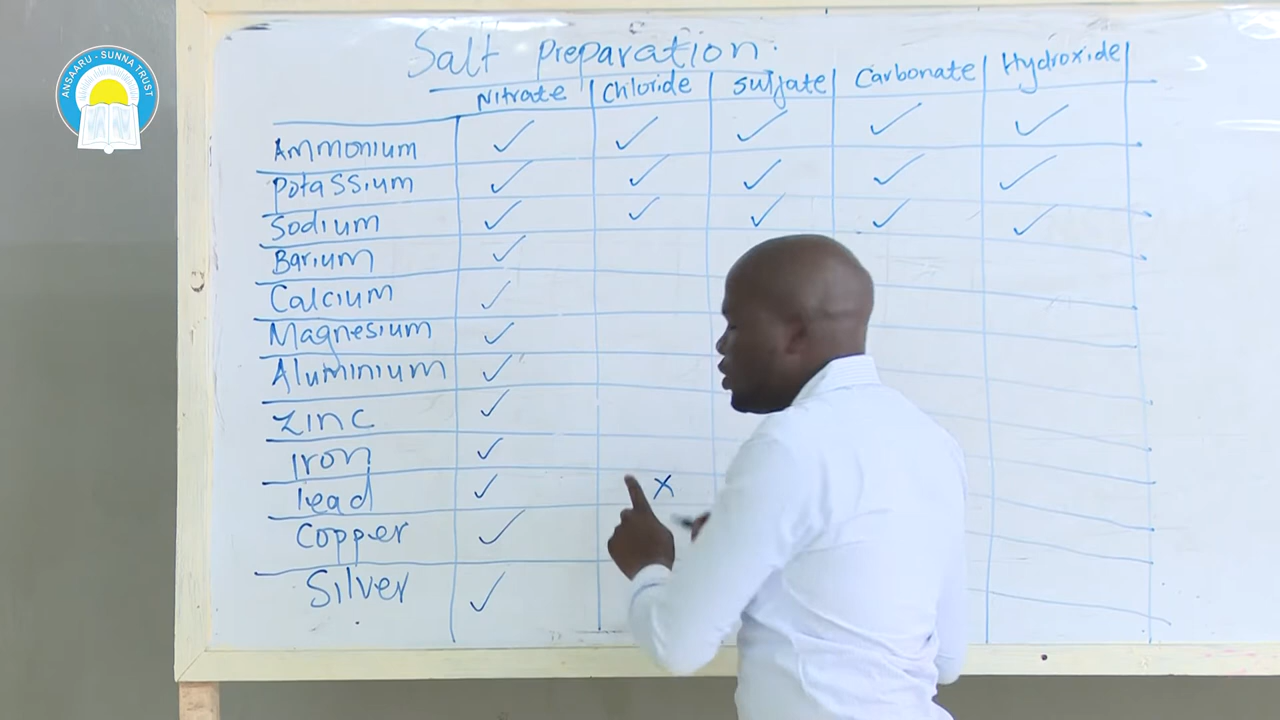 ANSAARU - SUNNA TRUST
Salt Preparation.
Nitrate Chloride Sulfate Carbonate Hydroxide
Ammonium ✓ ✓ ✓ ✓ ✓
Potassium ✓ ✓ ✓ ✓ ✓
Sodium ✓ ✓ ✓ ✓ ✓
Barium ✓
Calcium ✓
Magnesium ✓
Aluminium ✓
Zinc ✓
Iron ✓
lead ✓ X
Copper ✓
Silver ✓